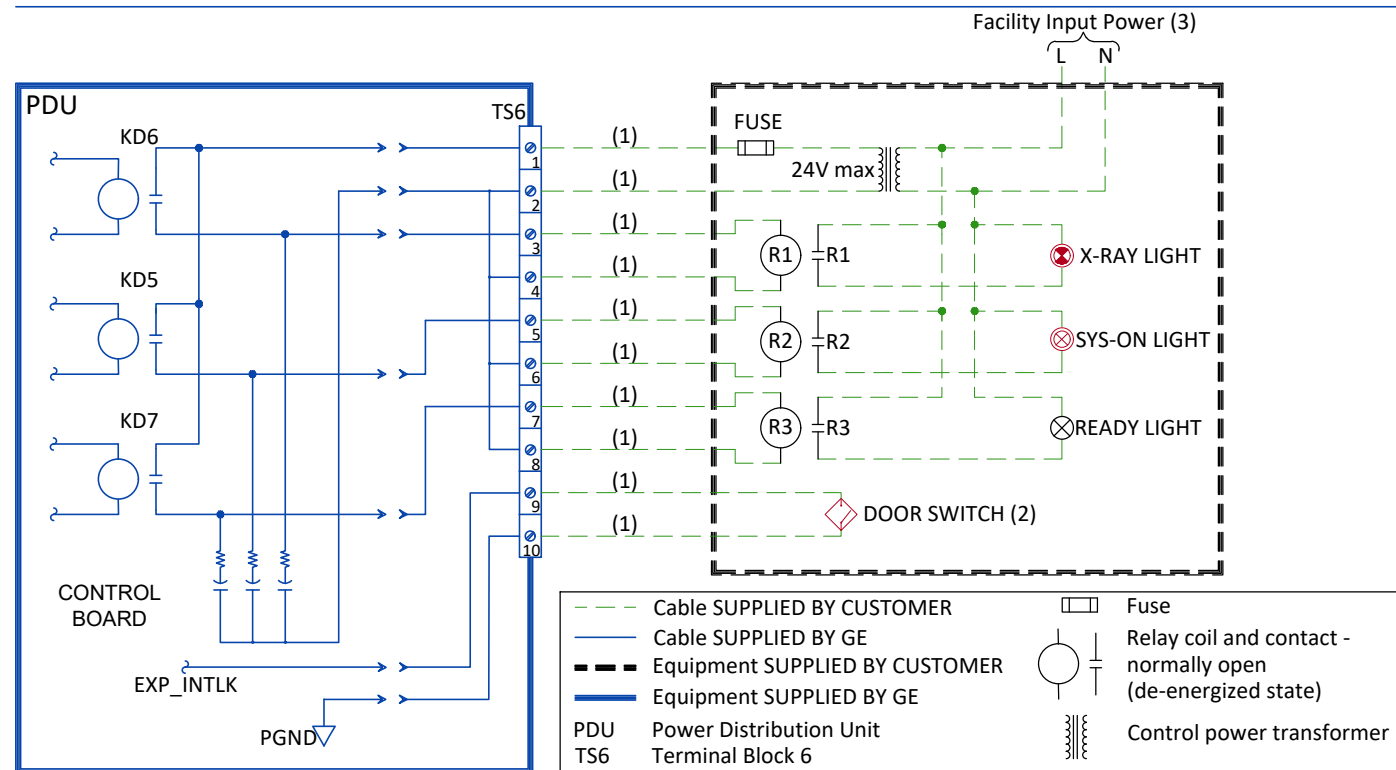 Facility Input Power (3)
L N
PDU
TS6
KD6
FUSE
(1)
1
24V max
(1)
2
(1)
3
R1
R1
X-RAY LIGHT
(1)
4
KD5
(1)
5
R2
R2
SYS-ON LIGHT
(1)
6
(1)
7
KD7
R3
R3
READY LIGHT
(1)
8
(1)
9
DOOR SWITCH (2)
(1)
10
CONTROL
BOARD
EXP_INTLK
PGND
Cable SUPPLIED BY CUSTOMER
Cable SUPPLIED BY GE
Equipment SUPPLIED BY CUSTOMER
Equipment SUPPLIED BY GE
PDU Power Distribution Unit
TS6 Terminal Block 6
Fuse
Relay coil and contact -
normally open
(de-energized state)
Control power transformer